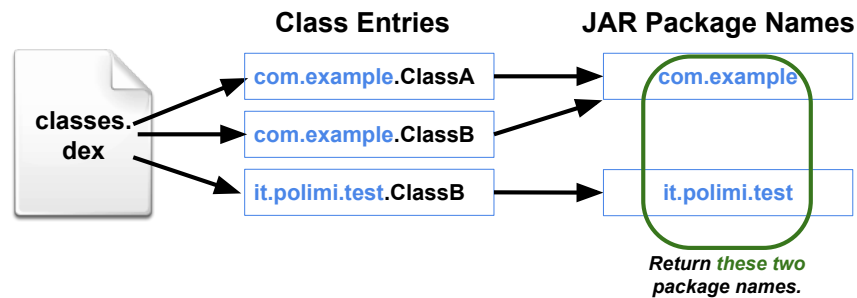 Class Entries
JAR Package Names
classes.
dex
com.example.ClassA
com.example.ClassB
it.polimi.test.ClassB
com.example
it.polimi.test
Return these two
package names.